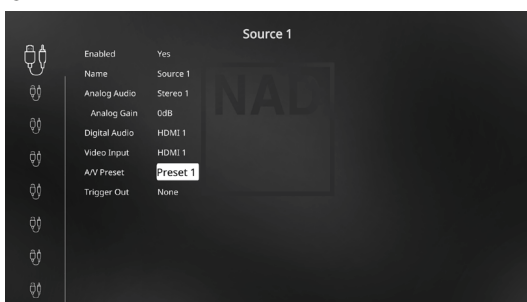 Source 1
Enabled Yes
Name Source 1
Analog Audio Stereo 1
Analog Gain 0dB
Digital Audio HDMI 1
Video Input HDMI 1
A/V Preset Preset 1
Trigger Out None
NAD